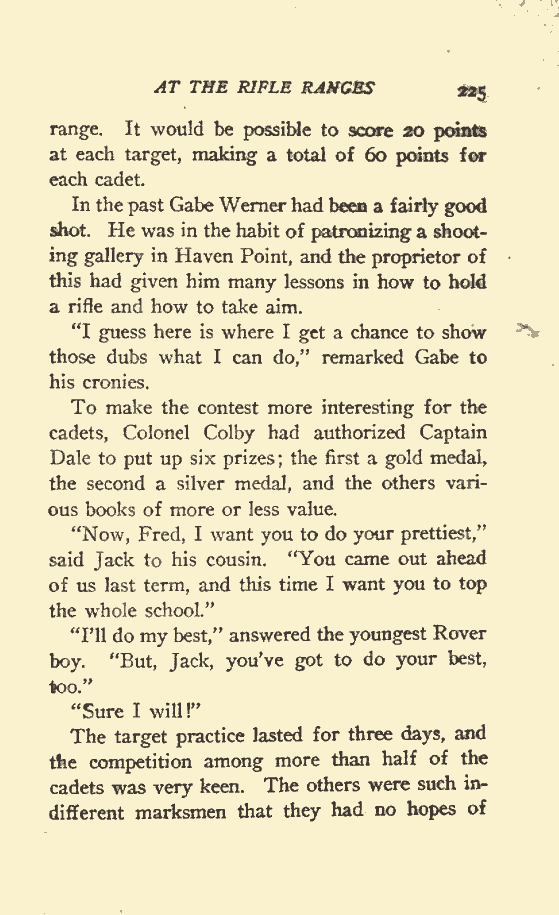 AT THE RIFLE RANGES 225
range. It would be possible to score 20 points
at each target, making a total of 60 points for
each cadet.
In the past Gabe Werner had been a fairly good
shot. He was in the habit of patronizing a shoot-
ing gallery in Haven Point, and the proprietor of
this had given him many lessons in how to hold
a rifle and how to take aim.
"I guess here is where I get a chance to show
those dubs what I can do," remarked Gabe to
his cronies.
To make the contest more interesting for the
cadets, Colonel Colby had authorized Captain
Dale to put up six prizes; the first a gold medal,
the second a silver medal, and the others vari-
ous books of more or less value.
"Now, Fred, I want you to do your prettiest,"
said Jack to his cousin. "You came out ahead
of us last term, and this time I want you to top
the whole school."
"I'll do my best," answered the youngest Rover
boy. "But, Jack, you've got to do your best,
too."
"Sure I will!"
The target practice lasted for three days, and
the competition among more than half of the
cadets was very keen. The others were such in-
different marksmen that they had no hopes of